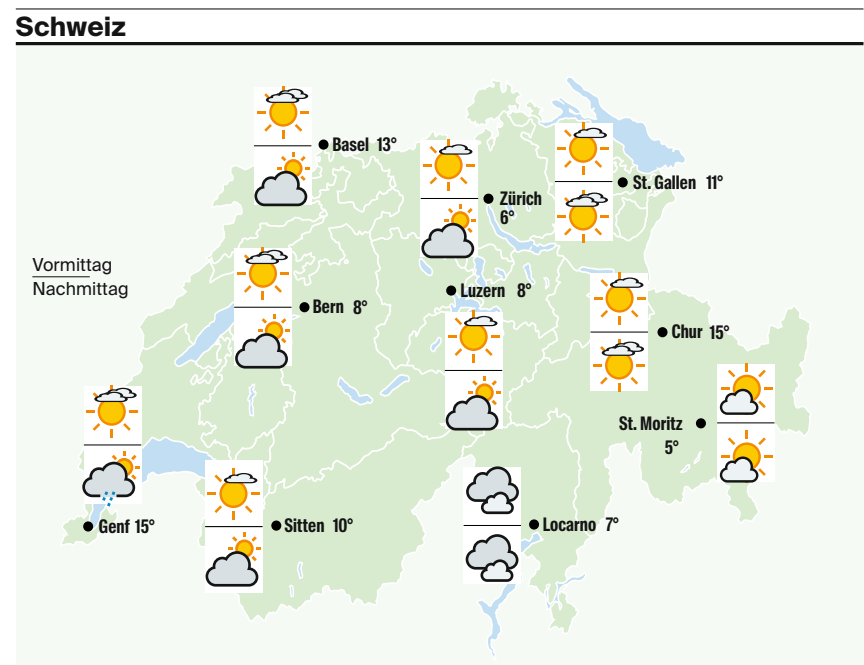 Schweiz
Basel 13°
Zürich
6°
St. Gallen 11°
Vormittag
Nachmittag
Bern 8°
Luzern 8°
Chur 15°
St. Moritz
5°
Genf 15°
Sitten 10°
Locarno 7°